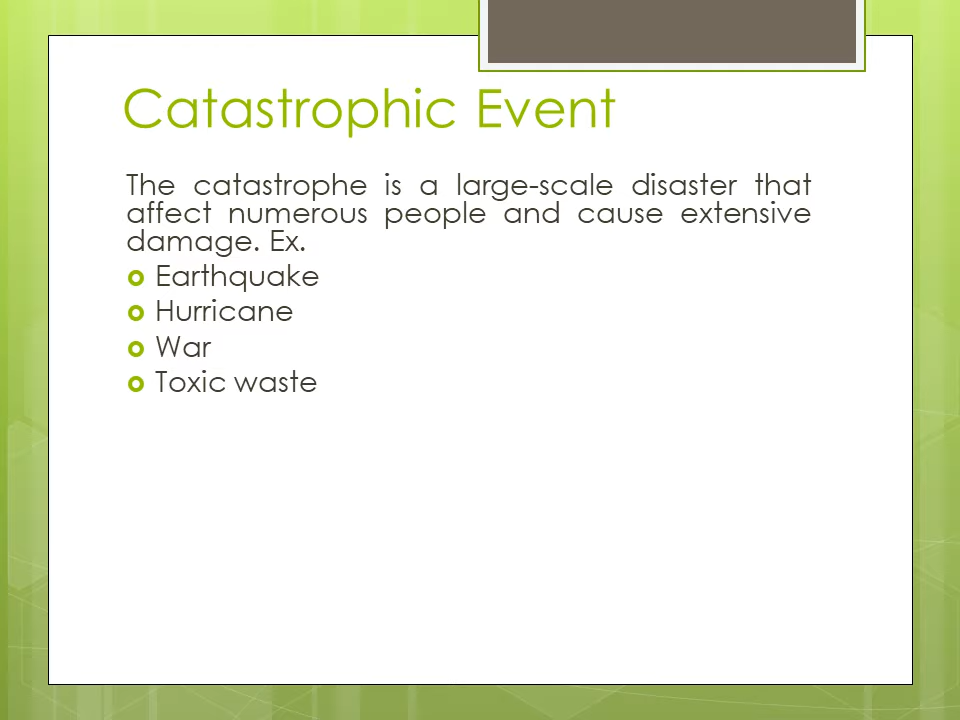 Catastrophic Event
The catastrophe is a large-scale disaster that
affect numerous people and cause extensive
damage. Ex.
Earthquake
Hurricane
War
Toxic waste